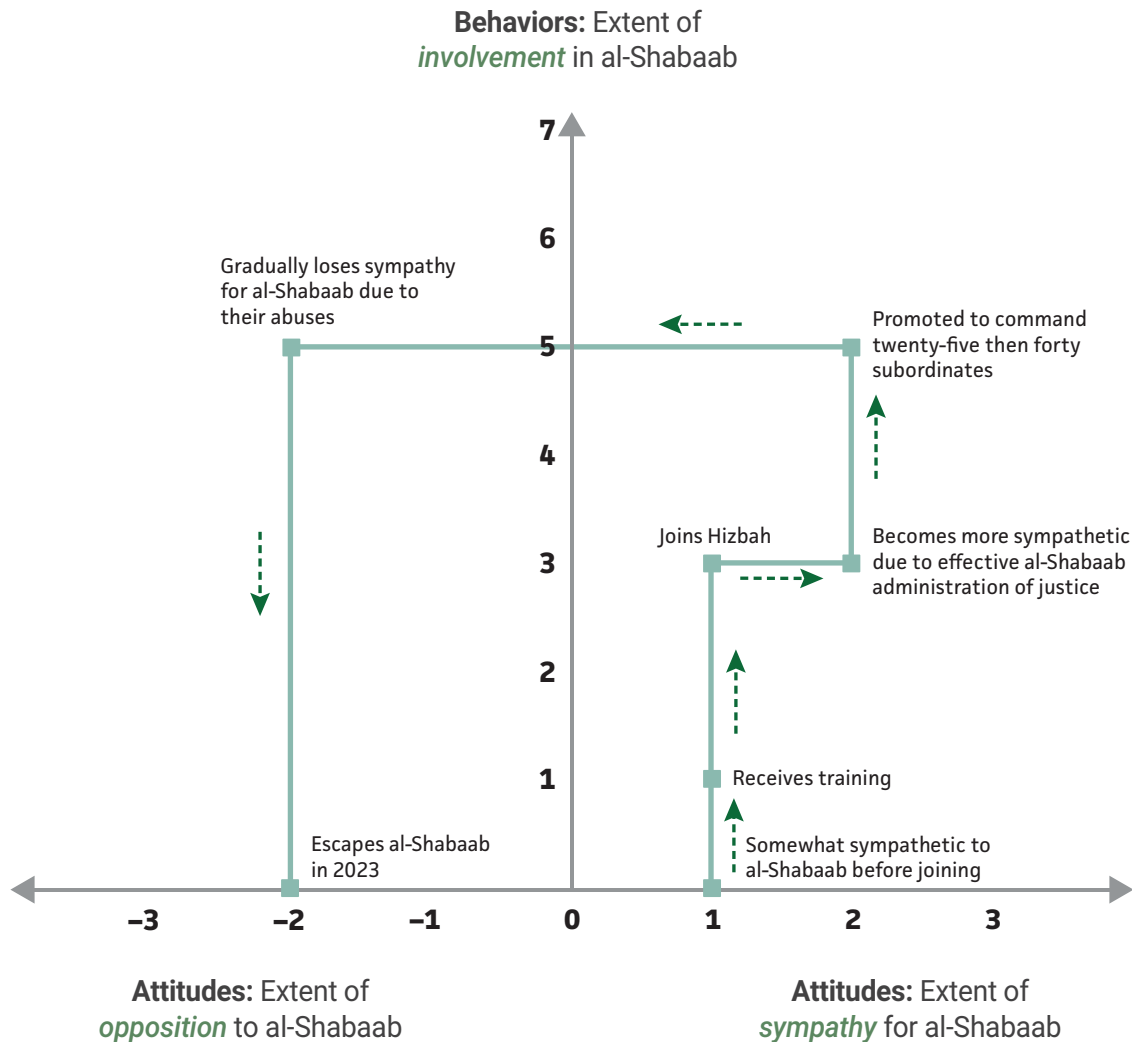 Behaviors: Extent of
involvement in al-Shabaab
7
6
Gradually loses sympathy
for al-Shabaab due to
their abuses
Promoted to command
twenty-five then forty
subordinates
5
4
Joins Hizbah
Becomes more sympathetic
due to effective al-Shabaab
administration of justice
3
2
1
Receives training
Escapes al-Shabaab
in 2023
Somewhat sympathetic to
al-Shabaab before joining
–3 –2 –1 0 1 2 3
Attitudes: Extent of
opposition to al-Shabaab
Attitudes: Extent of
sympathy for al-Shabaab